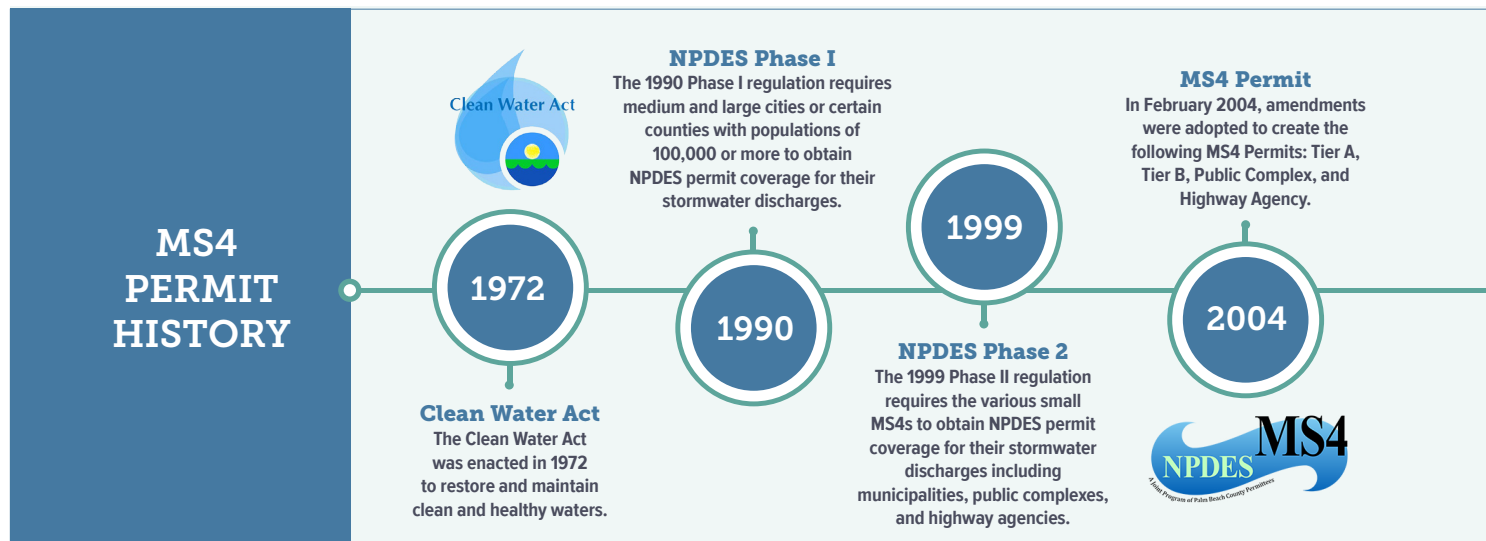 MS4
PERMIT
HISTORY
Clean Water Act
1972
Clean Water Act
The Clean Water Act
was enacted in 1972
to restore and maintain
clean and healthy waters.
NPDES Phase I
The 1990 Phase I regulation requires
medium and large cities or certain
counties with populations of
100,000 or more to obtain
NPDES permit coverage for their
stormwater discharges.
1990
1999
NPDES Phase 2
The 1999 Phase II regulation
requires the various small
MS4s to obtain NPDES permit
coverage for their stormwater
discharges including
municipalities, public complexes,
and highway agencies.
MS4 Permit
In February 2004, amendments
were adopted to create the
following MS4 Permits: Tier A,
Tier B, Public Complex, and
Highway Agency.
2004
MS4
NPDES
A Joint Program of Palm Beach County Permittees